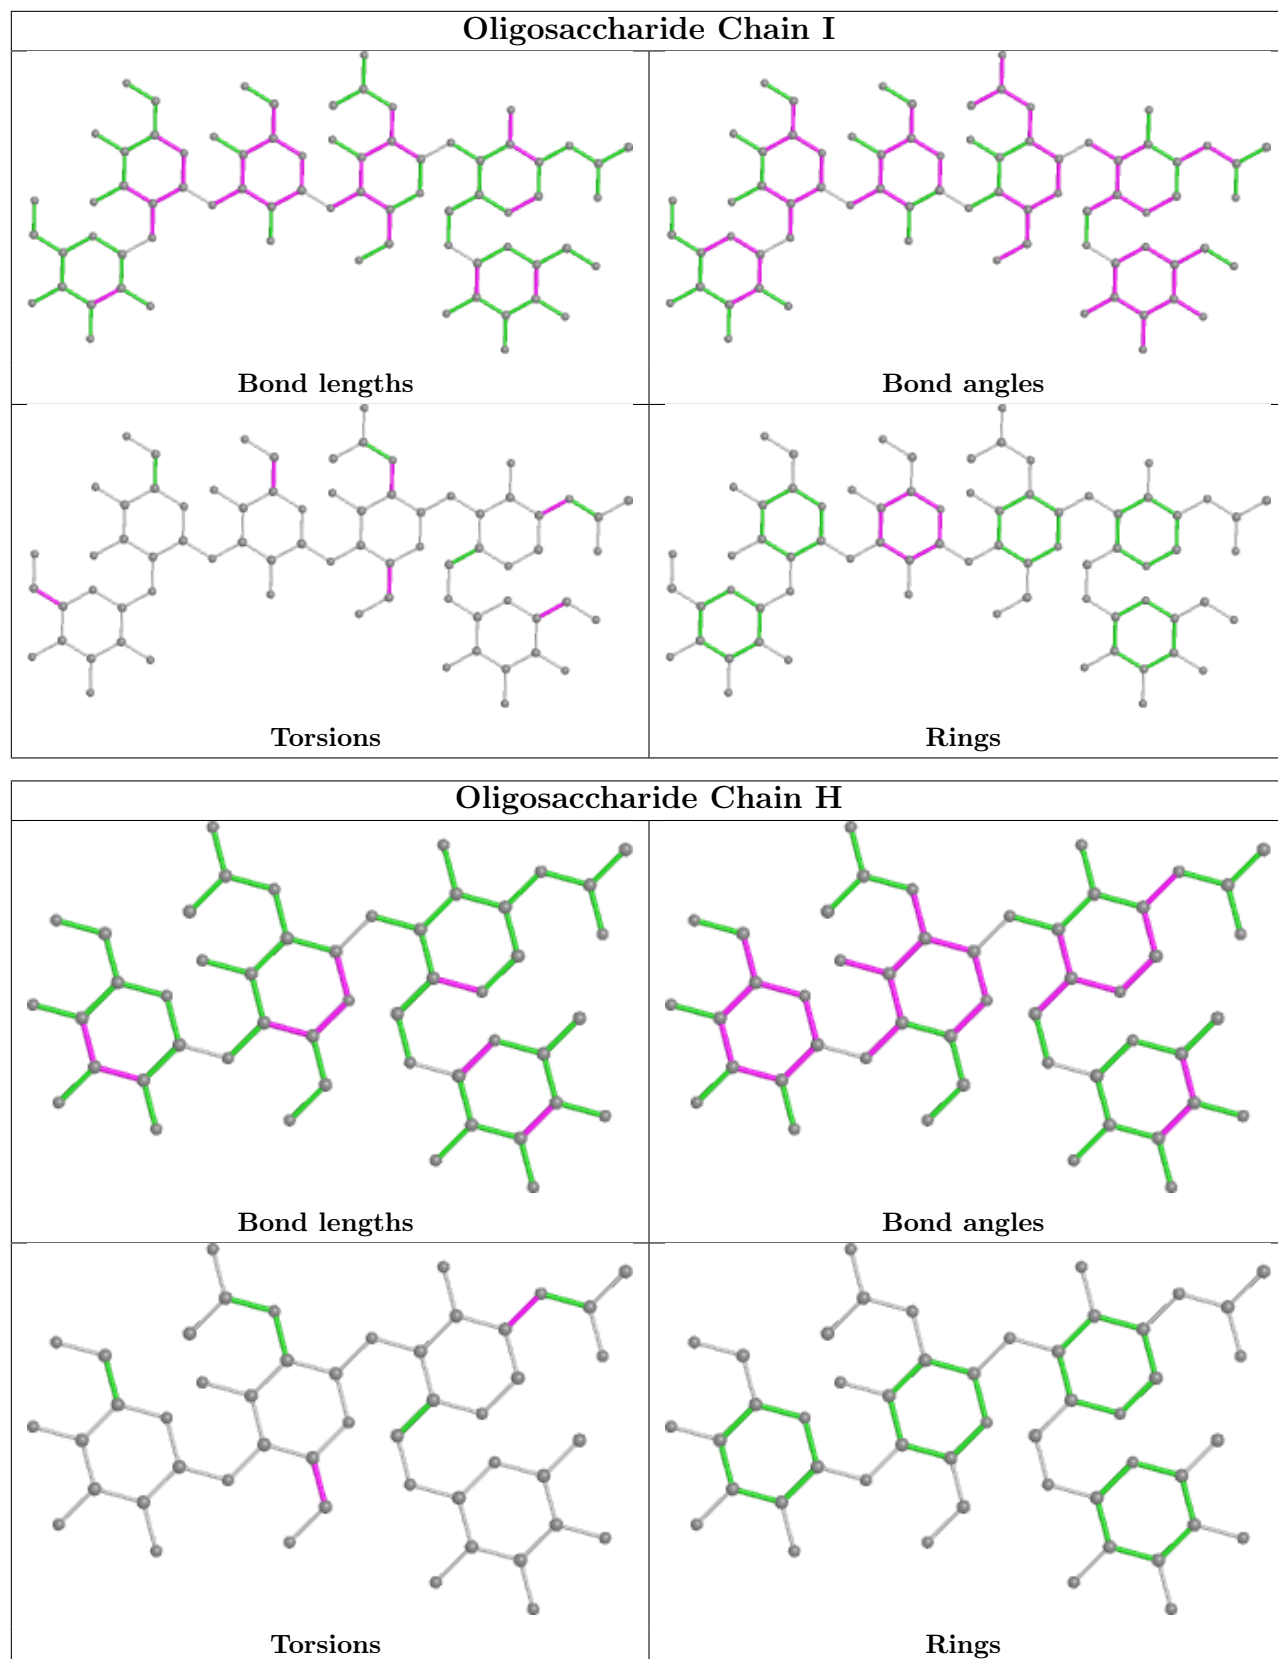 Oligosaccharide Chain I
Bond lengths
Bond angles
Torsions
Rings
Oligosaccharide Chain H
Bond lengths
Bond angles
Torsions
Rings